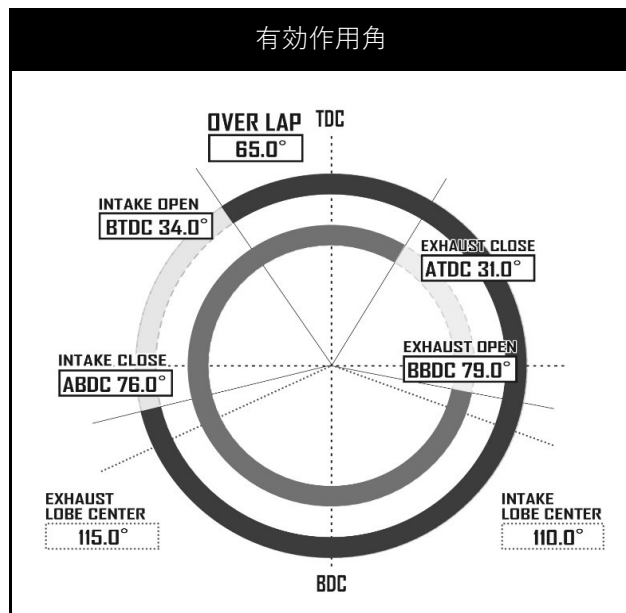 有効作用角
OVER LAP
65.0°
TDC
INTAKE OPEN
BTDC 34.0°
EXHAUST CLOSE
ATDC 31.0°
INTAKE CLOSE
ABDC 76.0°
EXHAUST OPEN
BBDC 79.0°
EXHAUST
LOBE CENTER
115.0°
INTAKE
LOBE CENTER
110.0°
BDC